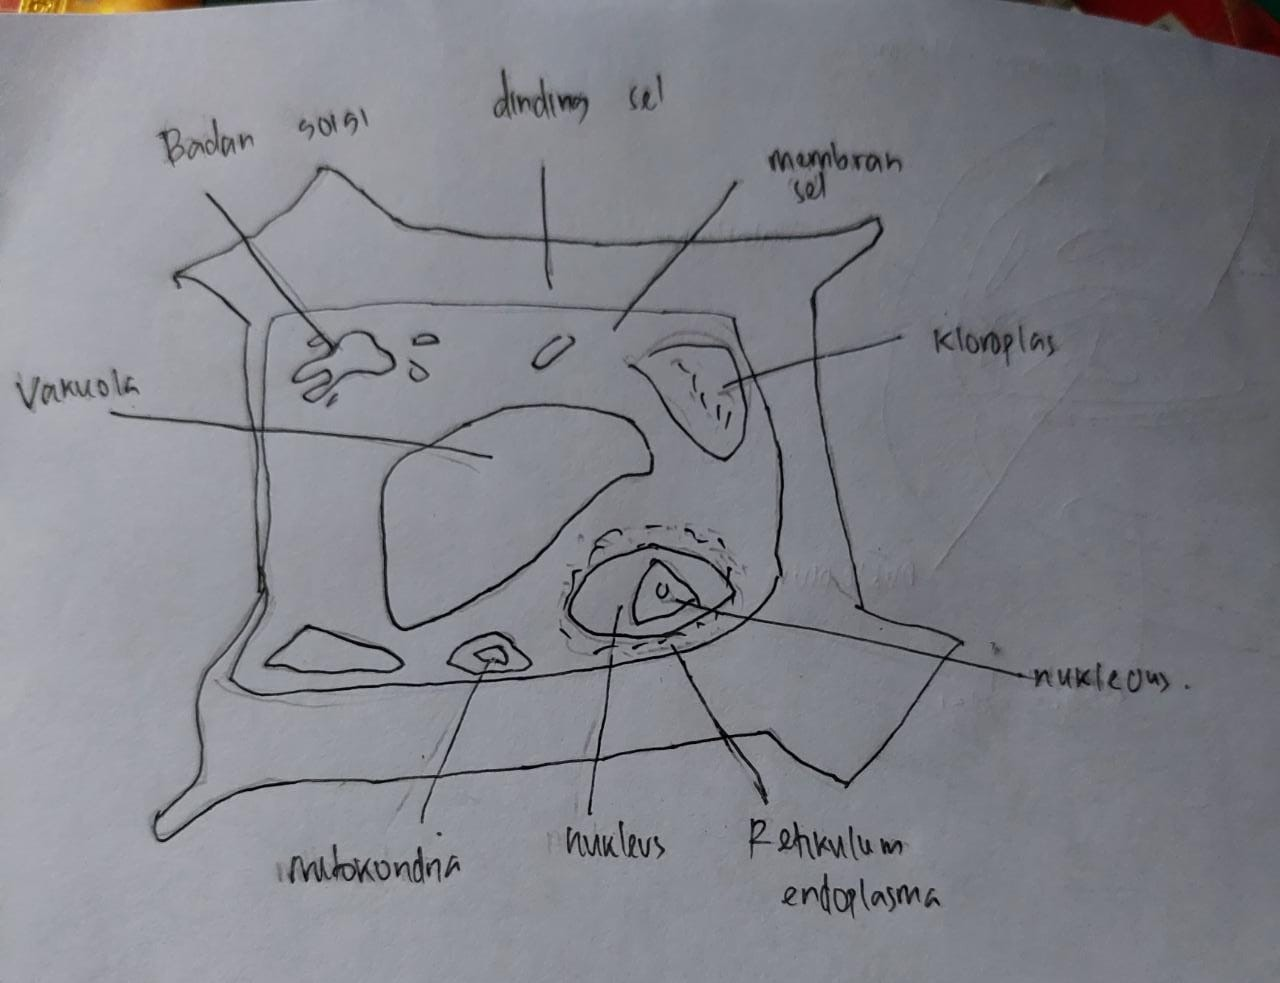 dinding sel
Badan golgi
membran
sel
Kloroplas
Vakuola
nukleous.
mitokondria
nukleus
Retikulum
endoplasma